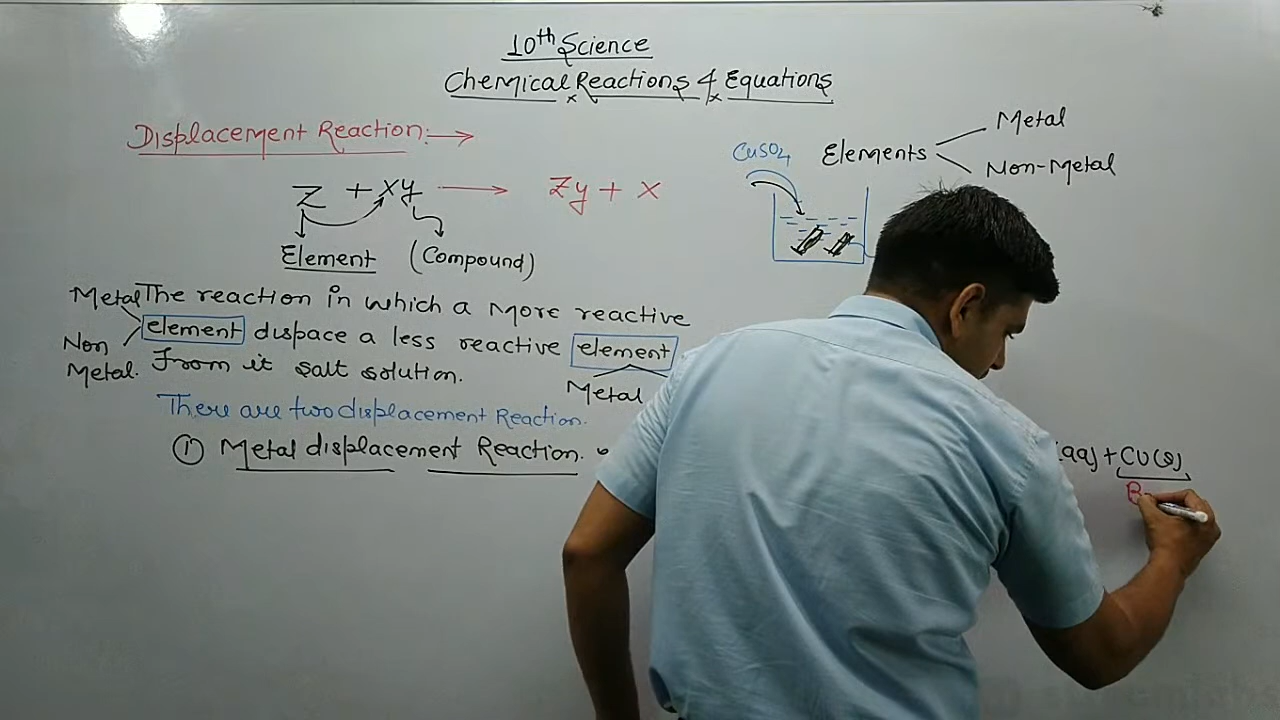 10th Science
Chemical Reactions & Equations
Displacement Reaction:→
Z + XY → Zy + X
Element (Compound)
CuSO4 Elements
Metal
Non-Metal
Metal The reaction in which a more reactive
Non Metal. element dispace a less reactive element
From it salt solution.
Metal
There are two displacement Reaction.
① Metal displacement Reaction.
(aq) + Cu(s)